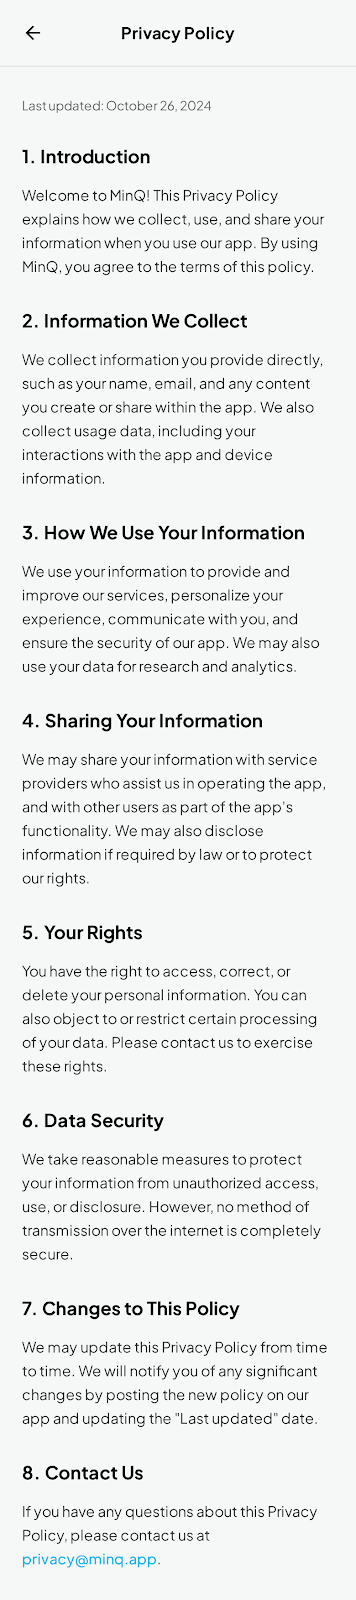 Privacy Policy
Last updated: October 26, 2024
1. Introduction
Welcome to MinQ! This Privacy Policy
explains how we collect, use, and share your
information when you use our app. By using
MinQ, you agree to the terms of this policy.
2. Information We Collect
We collect information you provide directly,
such as your name, email, and any content
you create or share within the app. We also
collect usage data, including your
interactions with the app and device
information.
3. How We Use Your Information
We use your information to provide and
improve our services, personalize your
experience, communicate with you, and
ensure the security of our app. We may also
use your data for research and analytics.
4. Sharing Your Information
We may share your information with service
providers who assist us in operating the app,
and with other users as part of the app's
functionality. We may also disclose
information if required by law or to protect
our rights.
5. Your Rights
You have the right to access, correct, or
delete your personal information. You can
also object to or restrict certain processing
of your data. Please contact us to exercise
these rights.
6. Data Security
We take reasonable measures to protect
your information from unauthorized access,
use, or disclosure. However, no method of
transmission over the internet is completely
secure.
7. Changes to This Policy
We may update this Privacy Policy from time
to time. We will notify you of any significant
changes by posting the new policy on our
app and updating the "Last updated" date.
8. Contact Us
If you have any questions about this Privacy
Policy, please contact us at
privacy@minq.app.